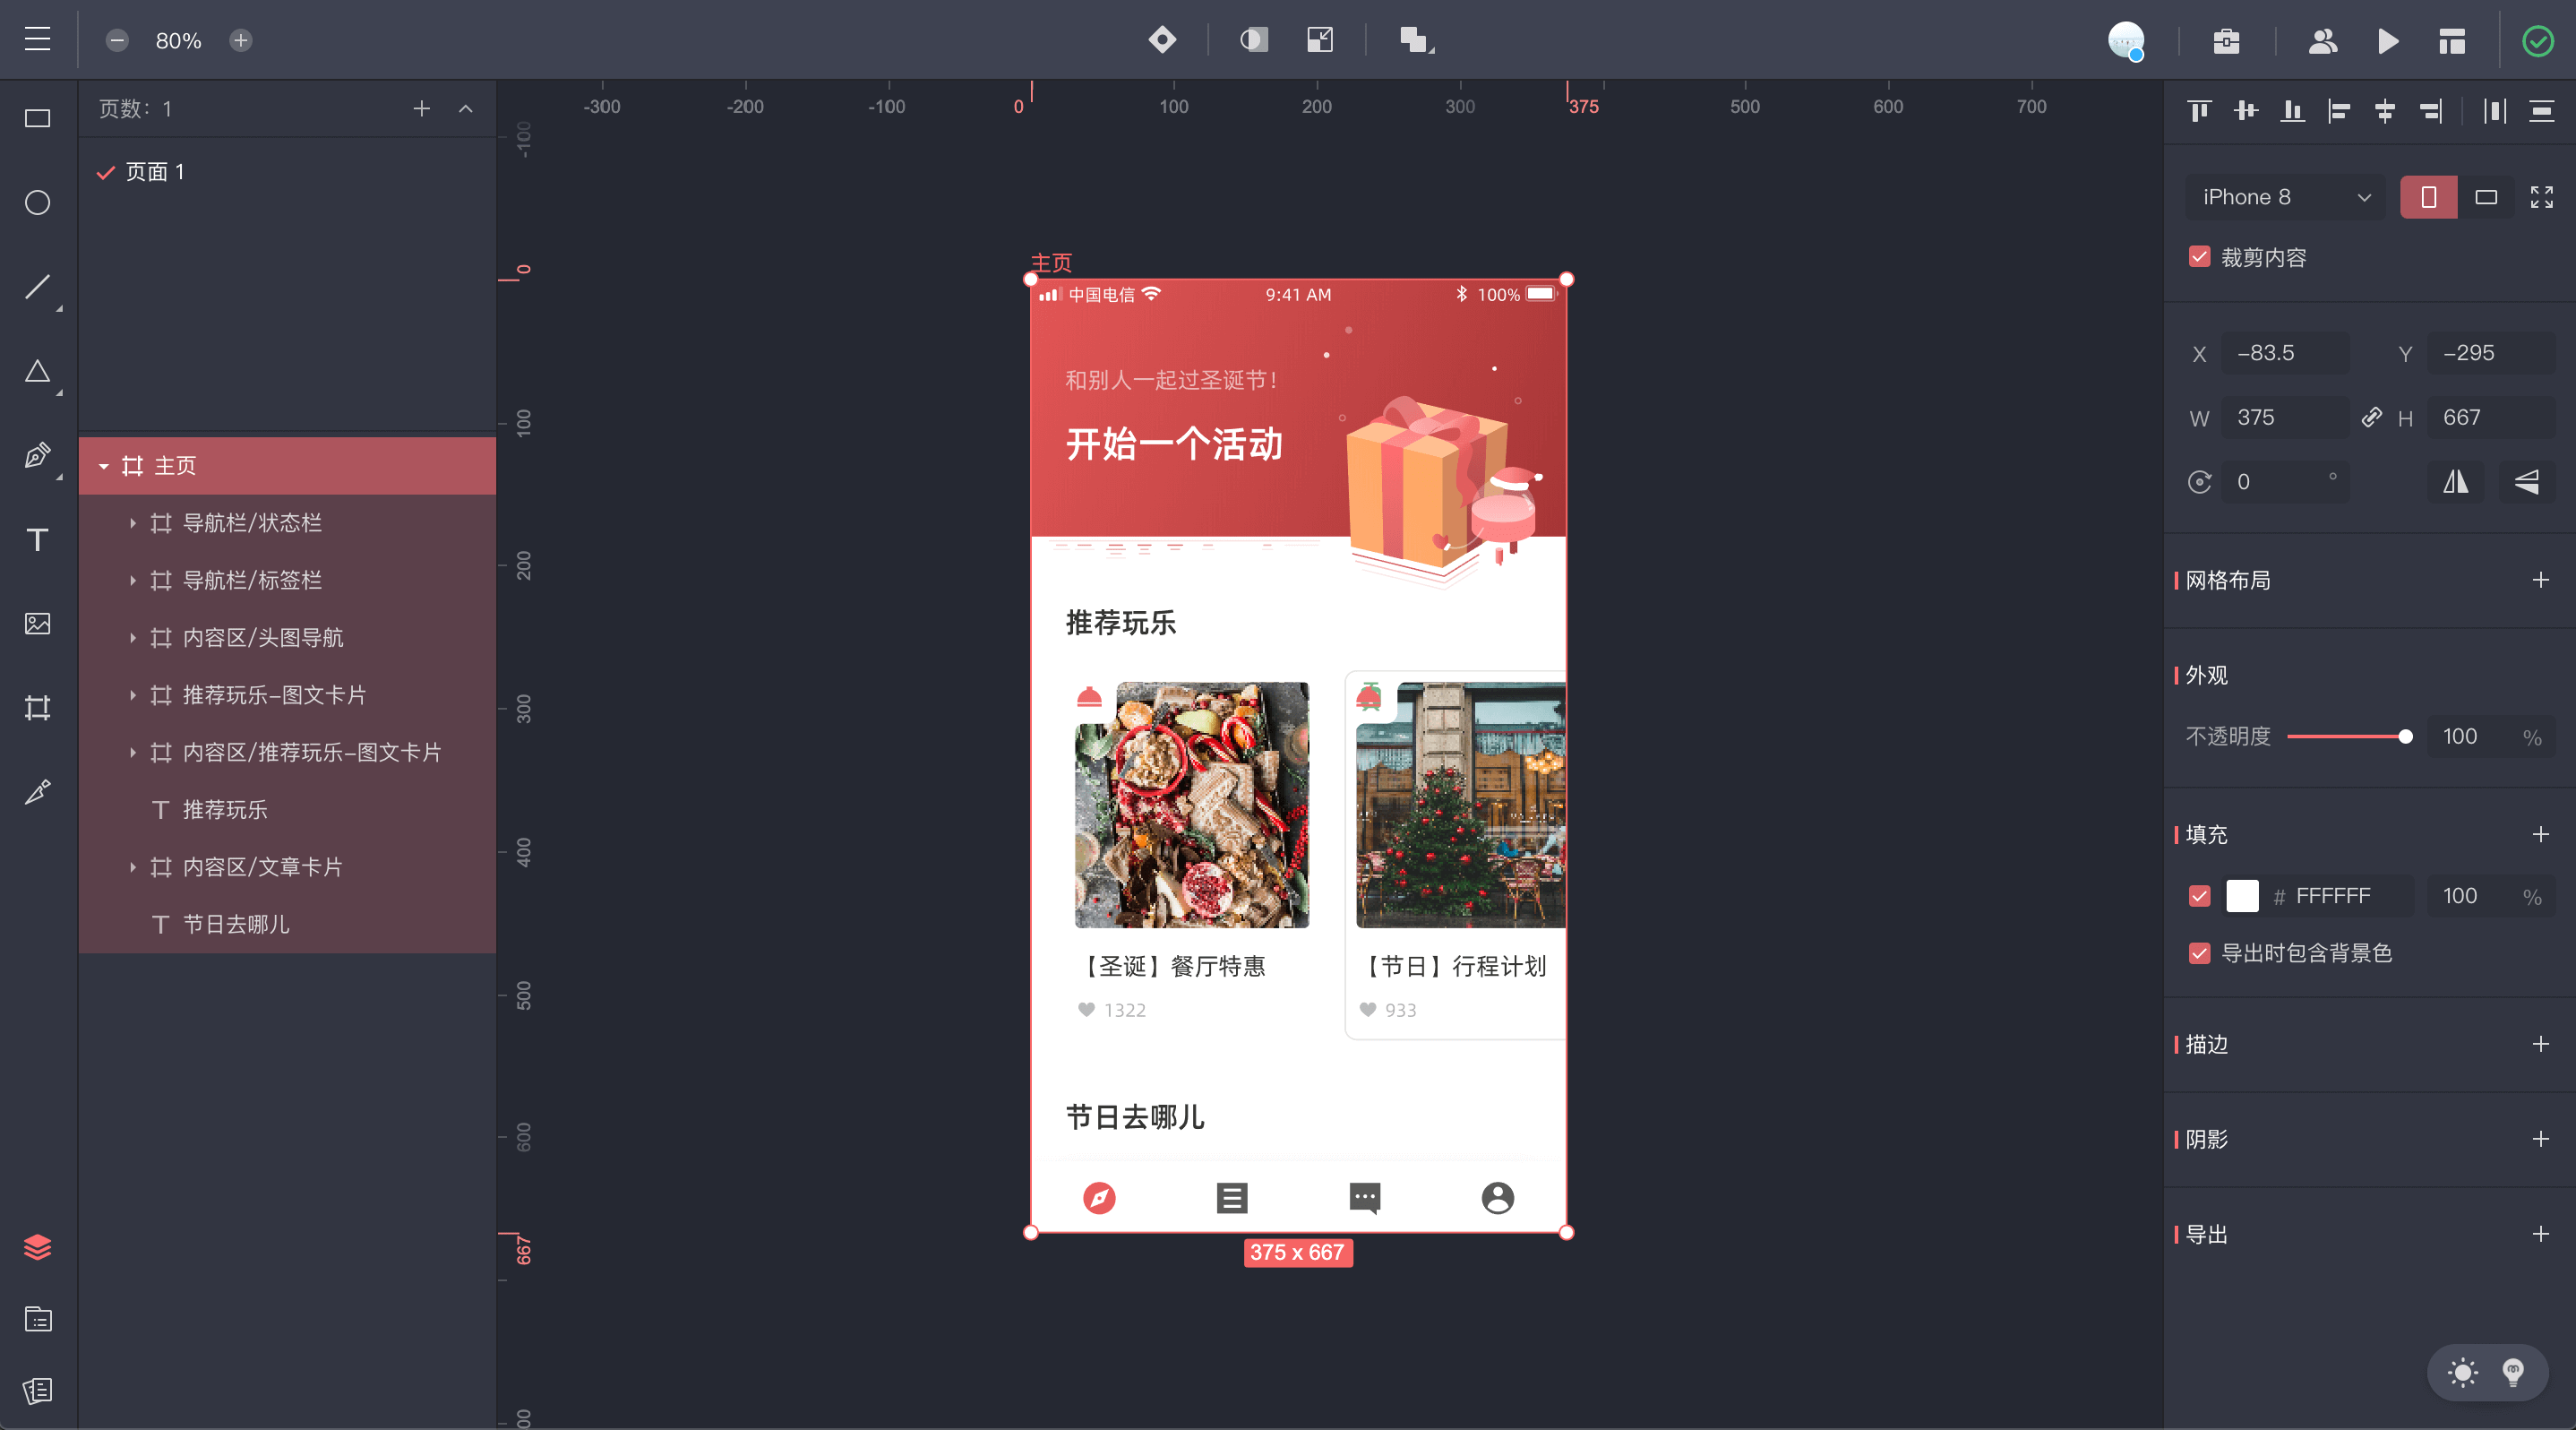 80%
页数：1
页面 1
主页
导航栏/状态栏
导航栏/标签栏
内容区/头图导航
推荐玩乐-图文卡片
内容区/推荐玩乐-图文卡片
推荐玩乐
内容区/文章卡片
节日去哪儿
-300 -200 -100 0 100 200 300 375 500 600 700
-100
0
100
200
300
400
500
600
667
00
主页
中国电信 9:41 AM 100%
和别人一起过圣诞节！
开始一个活动
推荐玩乐
【圣诞】餐厅特惠
1322
【节日】行程计划
933
节日去哪儿
375 x 667
iPhone 8
裁剪内容
X -83.5 Y -295
W 375 H 667
0 °
网格布局
外观
不透明度 100 %
填充
# FFFFFF 100 %
导出时包含背景色
描边
阴影
导出